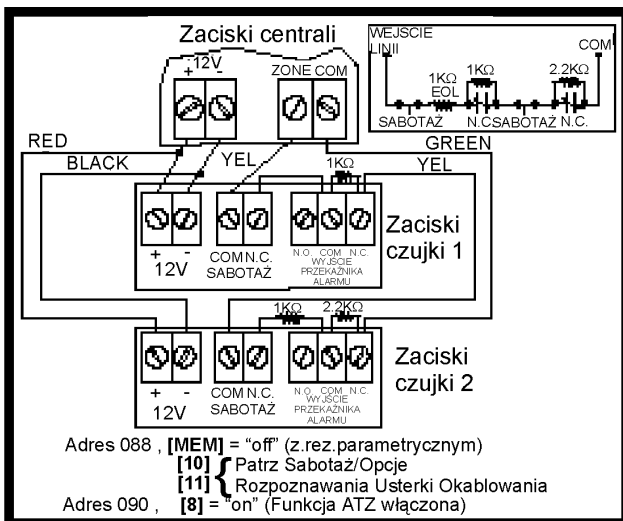 Zaciski centrali
12V
+ -
ZONE COM
WEJSCIE
LINII
COM
1KΩ
EOL
1KΩ
2.2KΩ
SABOTAŻ
N.C.
SABOTAŻ
N.C.
RED
BLACK
YEL
GREEN
YEL
1KΩ
+ -
12V
COM N.C.
SABOTAŻ
N.O. COM N.C.
WYJŚCIE
PRZEKAŹNIKA
ALARMU
Zaciski
czujki 1
1KΩ
2.2KΩ
+ -
12V
COM N.C.
SABOTAŻ
N.O. COM N.C.
WYJŚCIE
PRZEKAŹNIKA
ALARMU
Zaciski
czujki 2
Adres 088 , [MEM] = “off” (z.rez.parametrycznym)
[10] { Patrz Sabotaż/Opcje
[11] Rozpoznawania Usterki Okablowania
Adres 090 , [8] = “on” (Funkcja ATZ włączona)